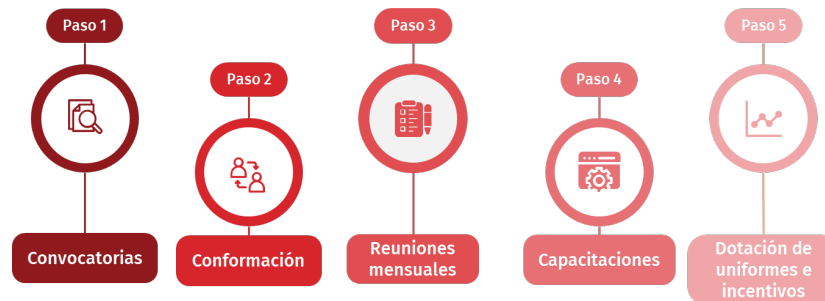 Paso 1
Convocatorias
Paso 2
Conformación
Paso 3
Reuniones
mensuales
Paso 4
Capacitaciones
Paso 5
Dotación de
uniformes e
incentivos